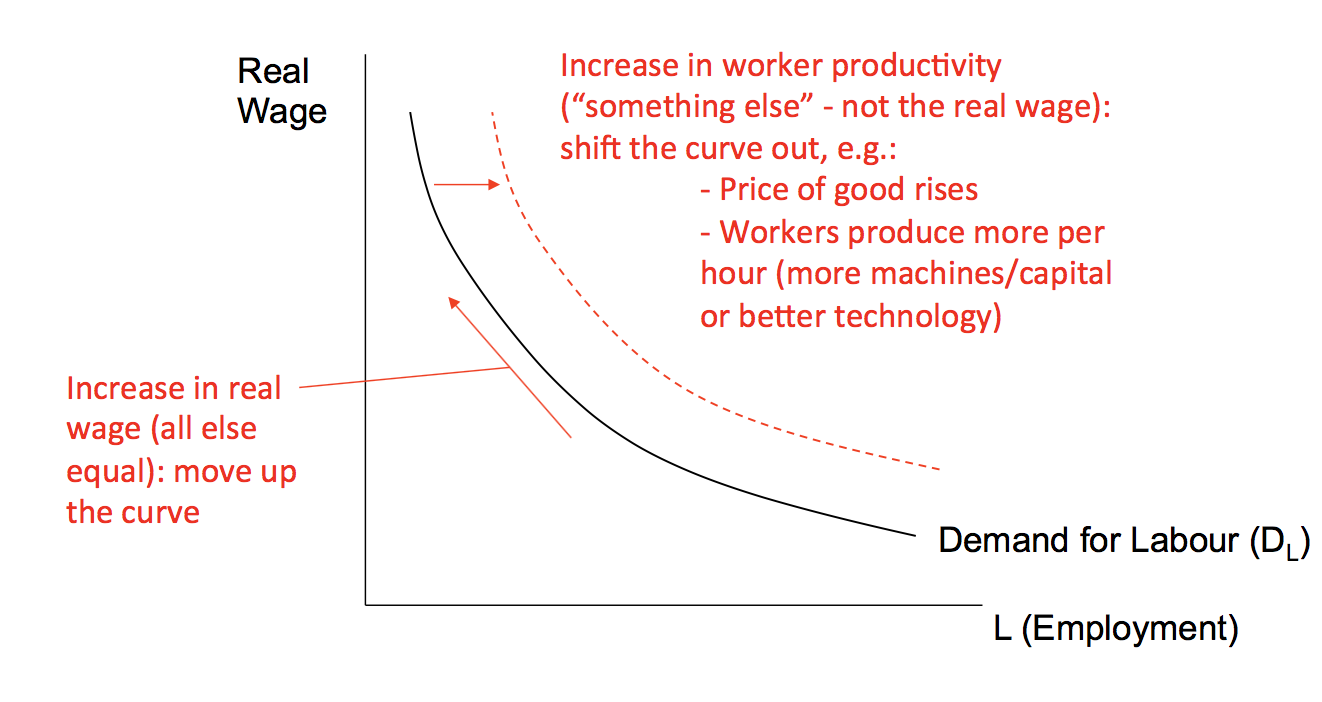 Real
Wage
Increase in worker productivity
(“something else” - not the real wage):
shift the curve out, e.g.:
- Price of good rises
- Workers produce more per
hour (more machines/capital
or better technology)
Increase in real
wage (all else
equal): move up
the curve
Demand for Labour (DL)
L (Employment)